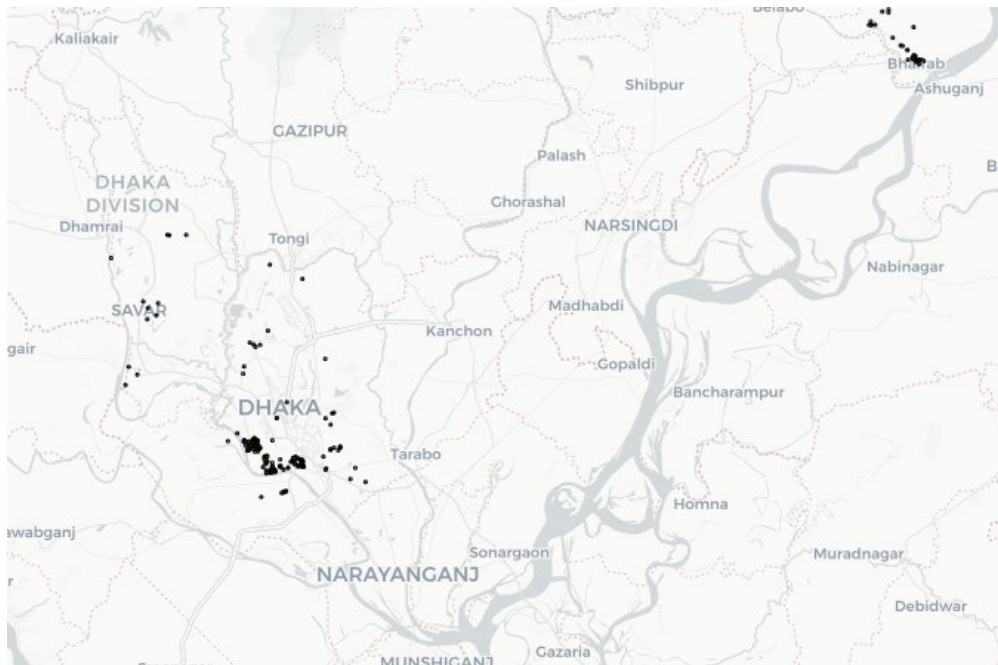 Belabo
Kaliakair
Bhairab
Shibpur
Ashuganj
GAZIPUR
Palash
DHAKA
DIVISION
Ghorashal
Dhamrai
NARSINGDI
Tongi
Nabinagar
Madhabdi
SAVAR
Kanchon
gair
Gopaldi
Bancharampur
DHAKA
Tarabo
Homna
awabganj
Sonargaon
Muradnagar
NARAYANGANJ
Debidwar
Gazaria
MUNSHIGANJ